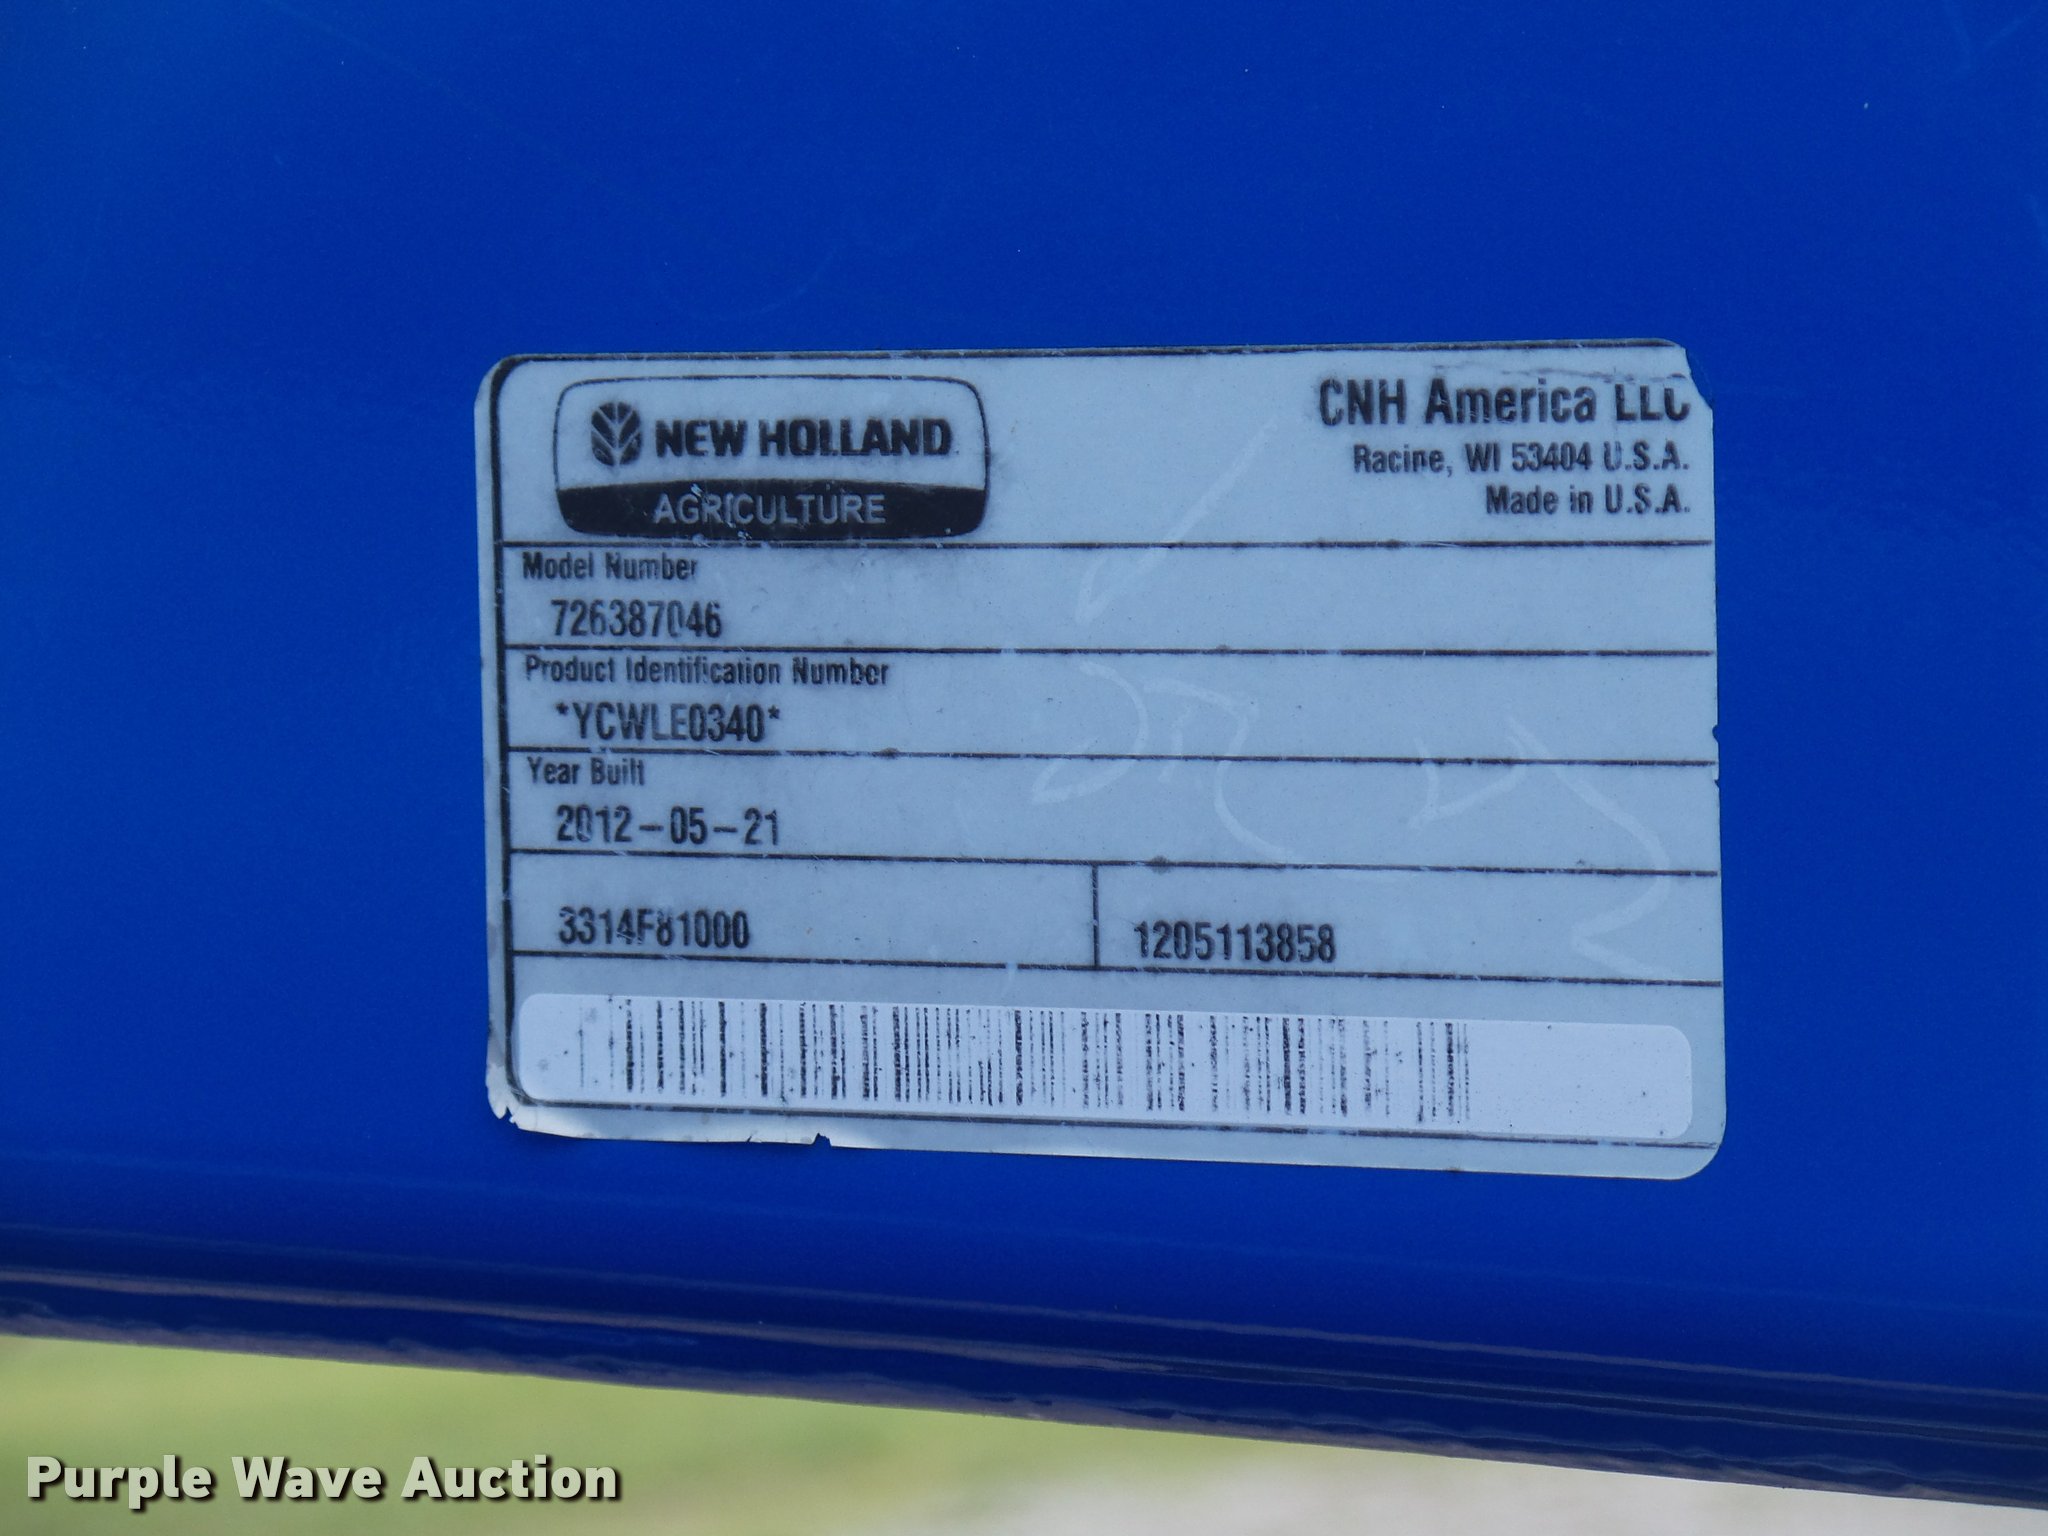 NEW HOLLAND
AGRICULTURE
CNH America LLC
Racine, WI 53404 U.S.A.
Made in U.S.A.
Model Number
726387046
Product Identification Number
*YCWLE0340*
Year Built
2012-05-21
3314F81000
1205113858
Purple Wave Auction